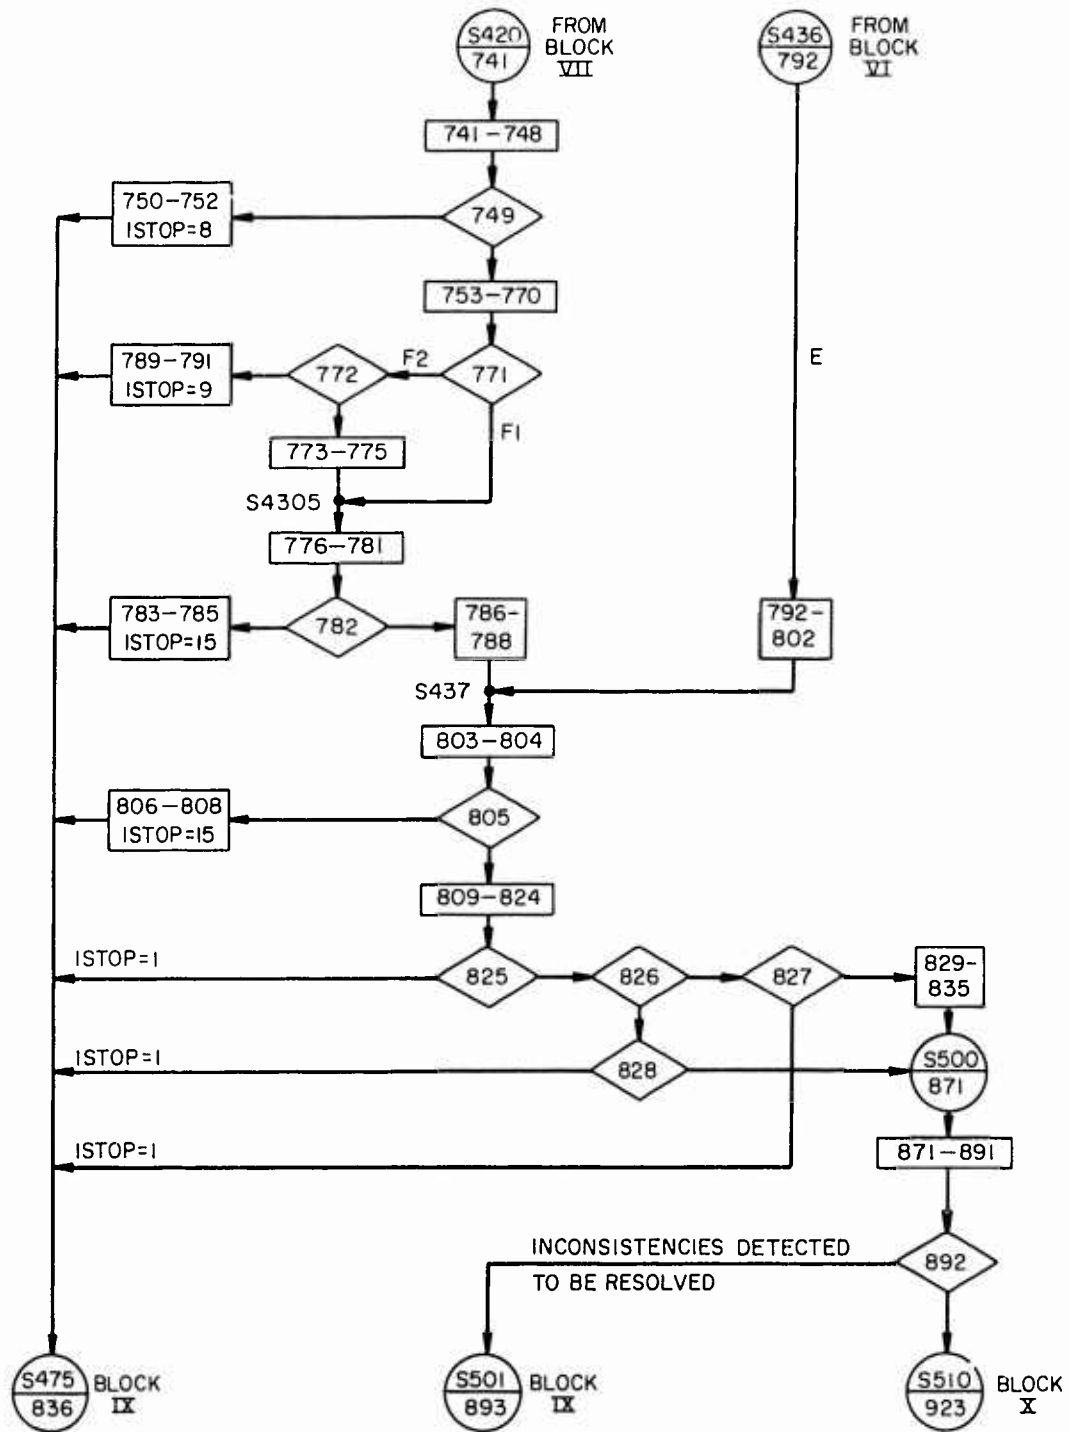 S420
741
FROM
BLOCK
VII
S436
792
FROM
BLOCK
VI
741-748
750-752
ISTOP=8
749
753-770
789-791
ISTOP=9
772
F2
771
E
F1
773-775
S4305
776-781
783-785
ISTOP=15
782
786-
788
792-
802
S437
803-804
806-808
ISTOP=15
805
809-824
ISTOP=1
825
826
827
829-
835
ISTOP=1
828
S500
871
ISTOP=1
871-891
INCONSISTENCIES DETECTED
TO BE RESOLVED
892
S475
836
BLOCK
IX
S501
893
BLOCK
IX
S510
923
BLOCK
X